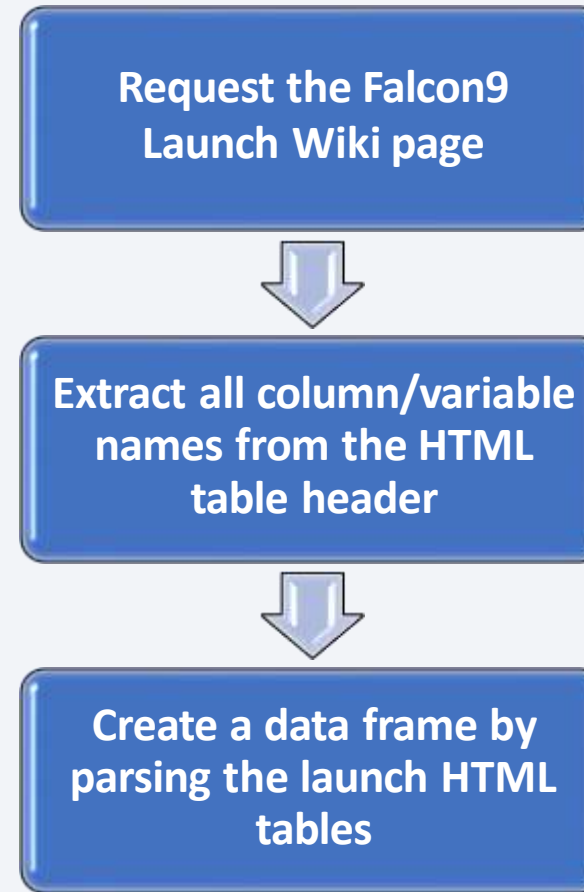 Request the Falcon9
Launch Wiki page
Extract all column/variable
names from the HTML
table header
Create a data frame by
parsing the launch HTML
tables